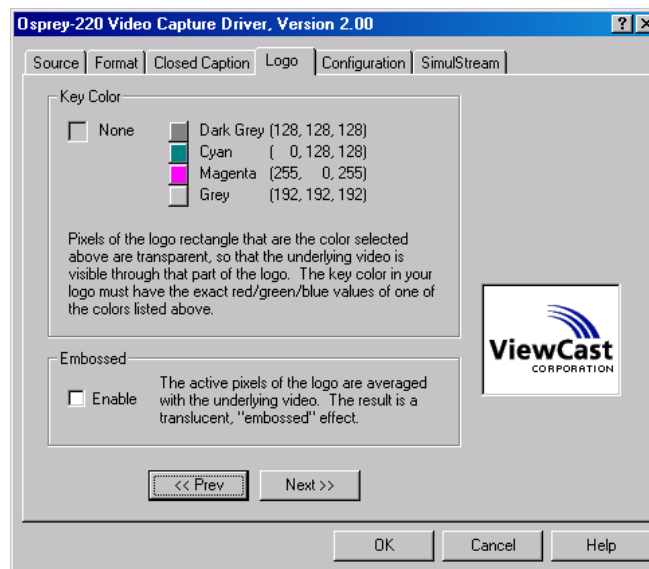 Osprey-220 Video Capture Driver, Version 2.00
Source Format Closed Caption Logo Configuration SimulStream
Key Color
None
Dark Grey (128, 128, 128)
Cyan ( 0, 128, 128)
Magenta (255, 0, 255)
Grey (192, 192, 192)
Pixels of the logo rectangle that are the color selected
above are transparent, so that the underlying video is
visible through that part of the logo. The key color in your
logo must have the exact red/green/blue values of one of
the colors listed above.
ViewCast
CORPORATION
Embossed
Enable
The active pixels of the logo are averaged
with the underlying video. The result is a
translucent, "embossed" effect.
<< Prev Next >>
OK Cancel Help